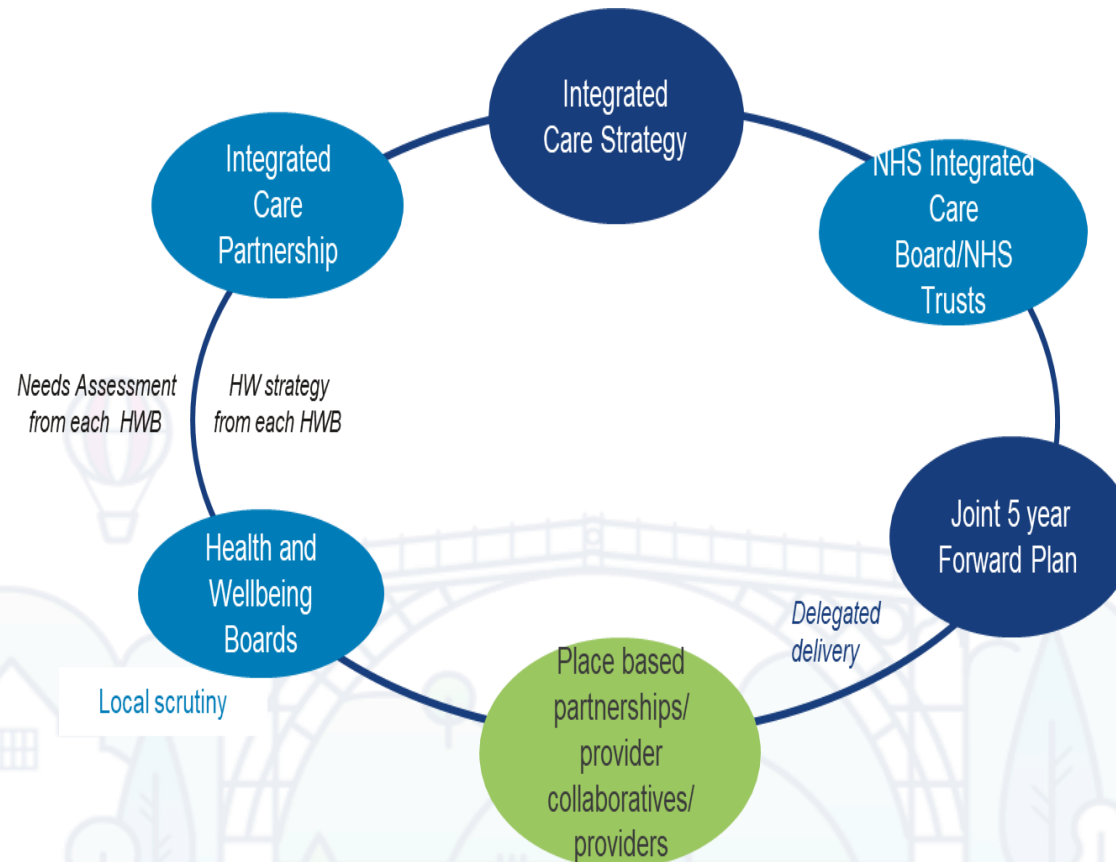 Integrated
Care Strategy
Integrated
Care
Partnership
NHS Integrated
Care
Board/NHS
Trusts
Needs Assessment
from each HWB
HW strategy
from each HWB
Joint 5 year
Forward Plan
Health and
Wellbeing
Boards
Delegated
delivery
Local scrutiny
Place based
partnerships/
provider
collaboratives/
providers